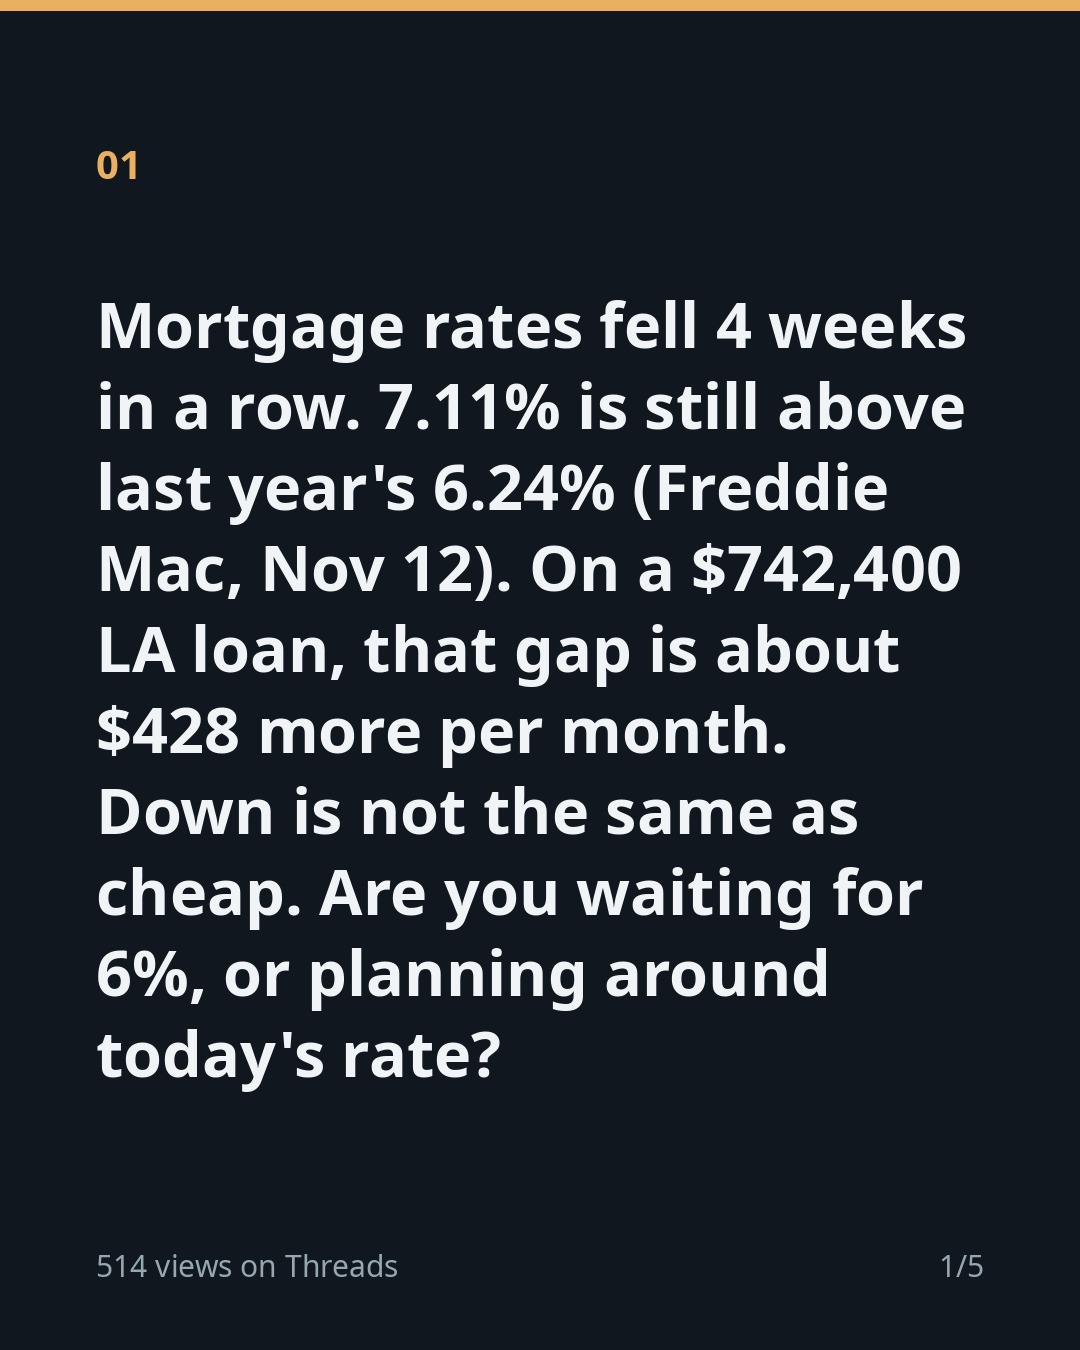 01
Mortgage rates fell 4 weeks
in a row. 7.11% is still above
last year's 6.24% (Freddie
Mac, Nov 12). On a $742,400
LA loan, that gap is about
$428 more per month.
Down is not the same as
cheap. Are you waiting for
6%, or planning around
today's rate?
514 views on Threads
1/5